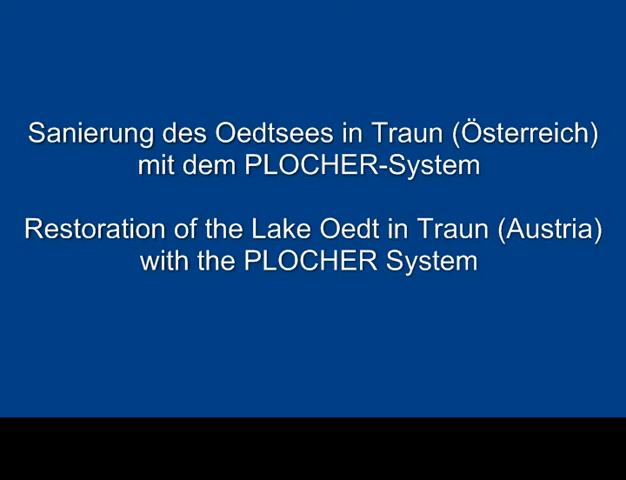 Sanierung des Oedtsees in Traun (Österreich)
mit dem PLOCHER-System
Restoration of the Lake Oedt in Traun (Austria)
with the PLOCHER System